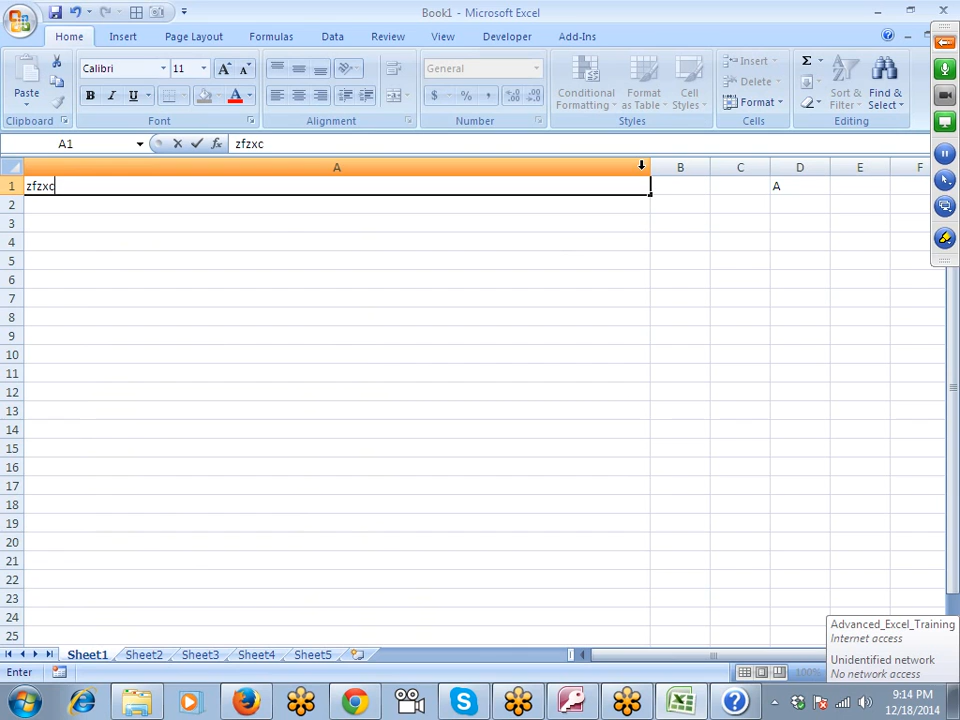 Book1 - Microsoft Excel
Home Insert Page Layout Formulas Data Review View Developer Add-Ins
Paste
Calibri 11
B I U
General
$ % ,
Conditional Formatting
Format as Table
Cell Styles
Insert
Delete
Format
Sort & Filter
Find & Select
Clipboard Font Alignment Number Styles Cells Editing
A1 fx zfzxc
A B C D E F
1 zfzxc A
2
3
4
5
6
7
8
9
10
11
12
13
14
15
16
17
18
19
20
21
22
23
24
25
Advanced_Excel_Training
Internet access
Unidentified network
No network access
Sheet1 Sheet2 Sheet3 Sheet4 Sheet5
Enter 100%
9:14 PM
12/18/2014